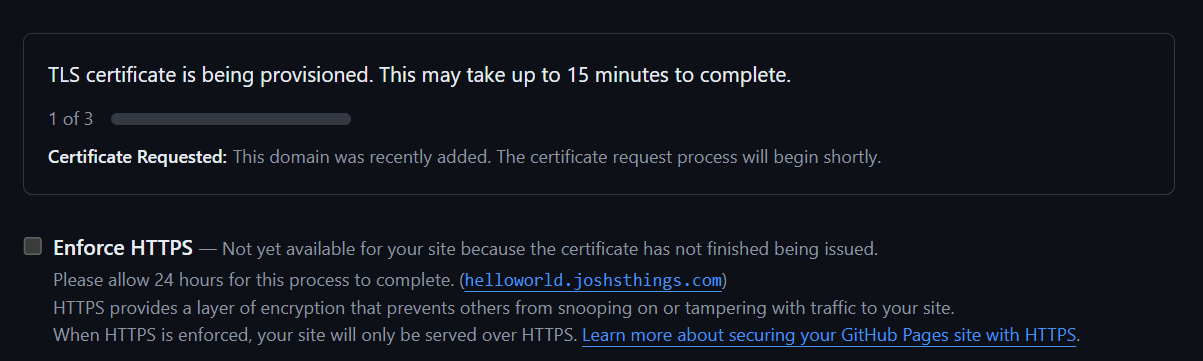 TLS certificate is being provisioned. This may take up to 15 minutes to complete.
1 of 3
Certificate Requested: This domain was recently added. The certificate request process will begin shortly.
Enforce HTTPS — Not yet available for your site because the certificate has not finished being issued.
Please allow 24 hours for this process to complete. (helloworld.joshsthings.com)
HTTPS provides a layer of encryption that prevents others from snooping on or tampering with traffic to your site.
When HTTPS is enforced, your site will only be served over HTTPS. Learn more about securing your GitHub Pages site with HTTPS.